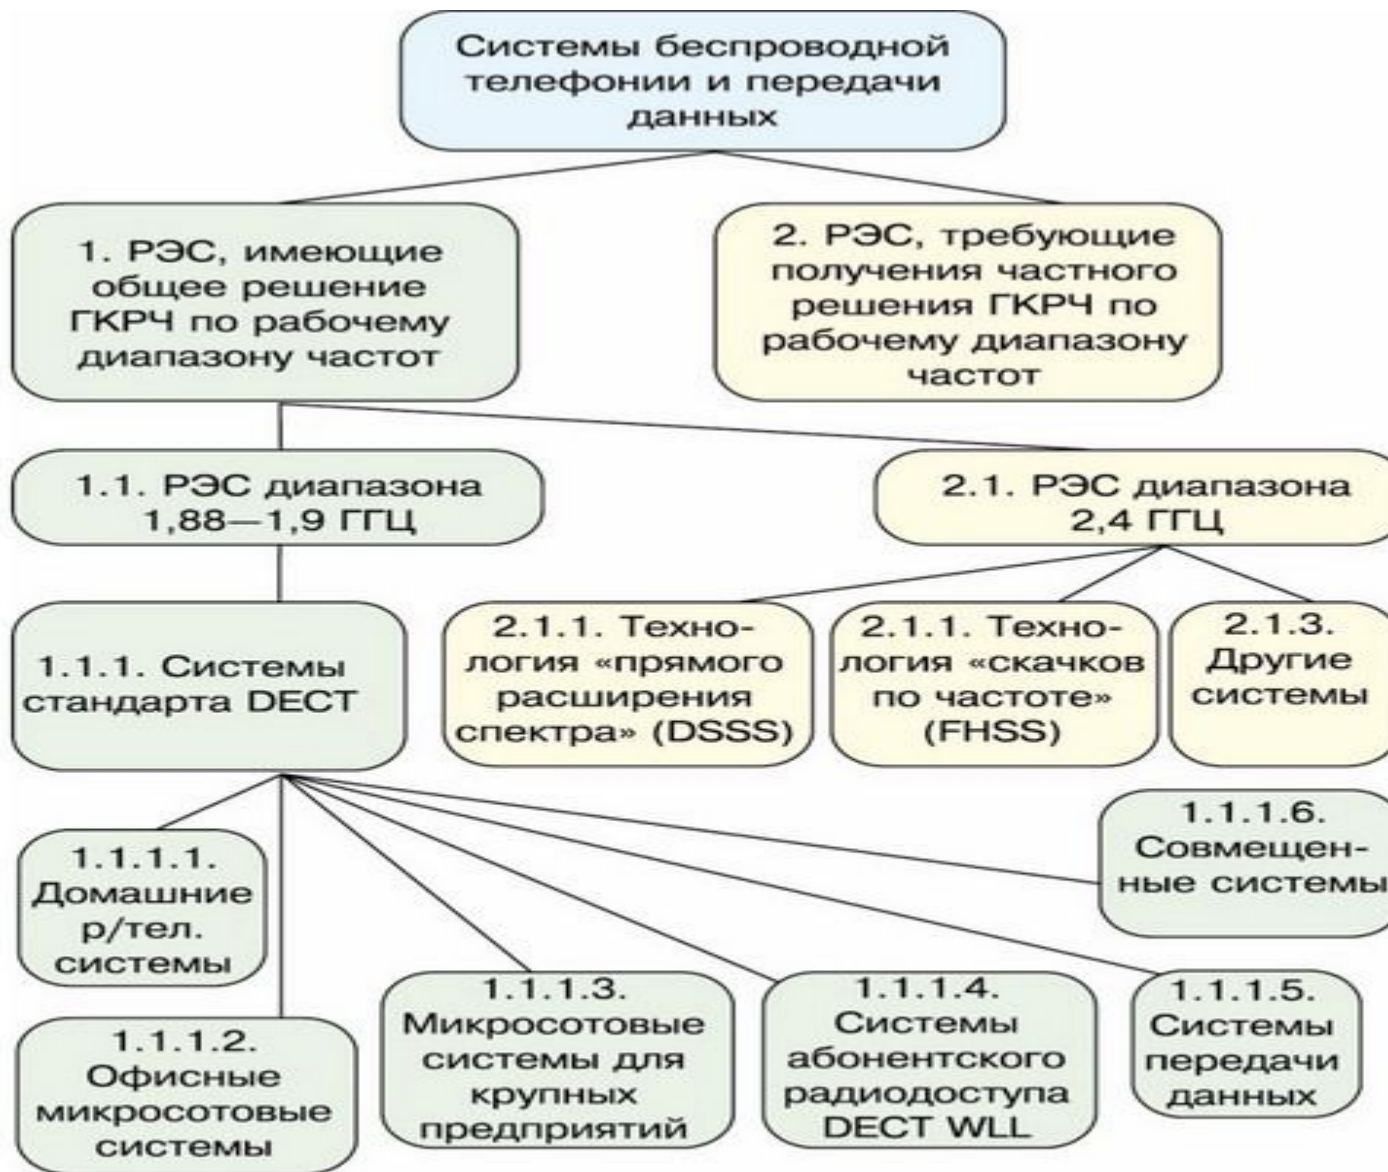 Системы беспроводной
телефонии и передачи
данных
1. РЭС, имеющие
общее решение
ГКРЧ по рабочему
диапазону частот
2. РЭС, требующие
получения частного
решения ГКРЧ по
рабочему диапазону
частот
1.1. РЭС диапазона
1,88—1,9 ГГЦ
2.1. РЭС диапазона
2,4 ГГЦ
1.1.1. Системы
стандарта DECT
2.1.1. Техно-
логия «прямого
расширения
спектра» (DSSS)
2.1.1. Техно-
логия «скачков
по частоте»
(FHSS)
2.1.3.
Другие
системы
1.1.1.1.
Домашние
р/тел.
системы
1.1.1.2.
Офисные
микросотовые
системы
1.1.1.3.
Микросотовые
системы для
крупных
предприятий
1.1.1.4.
Системы
абонентского
радиодоступа
DECT WLL
1.1.1.5.
Системы
передачи
данных
1.1.1.6.
Совмещен-
ные системы